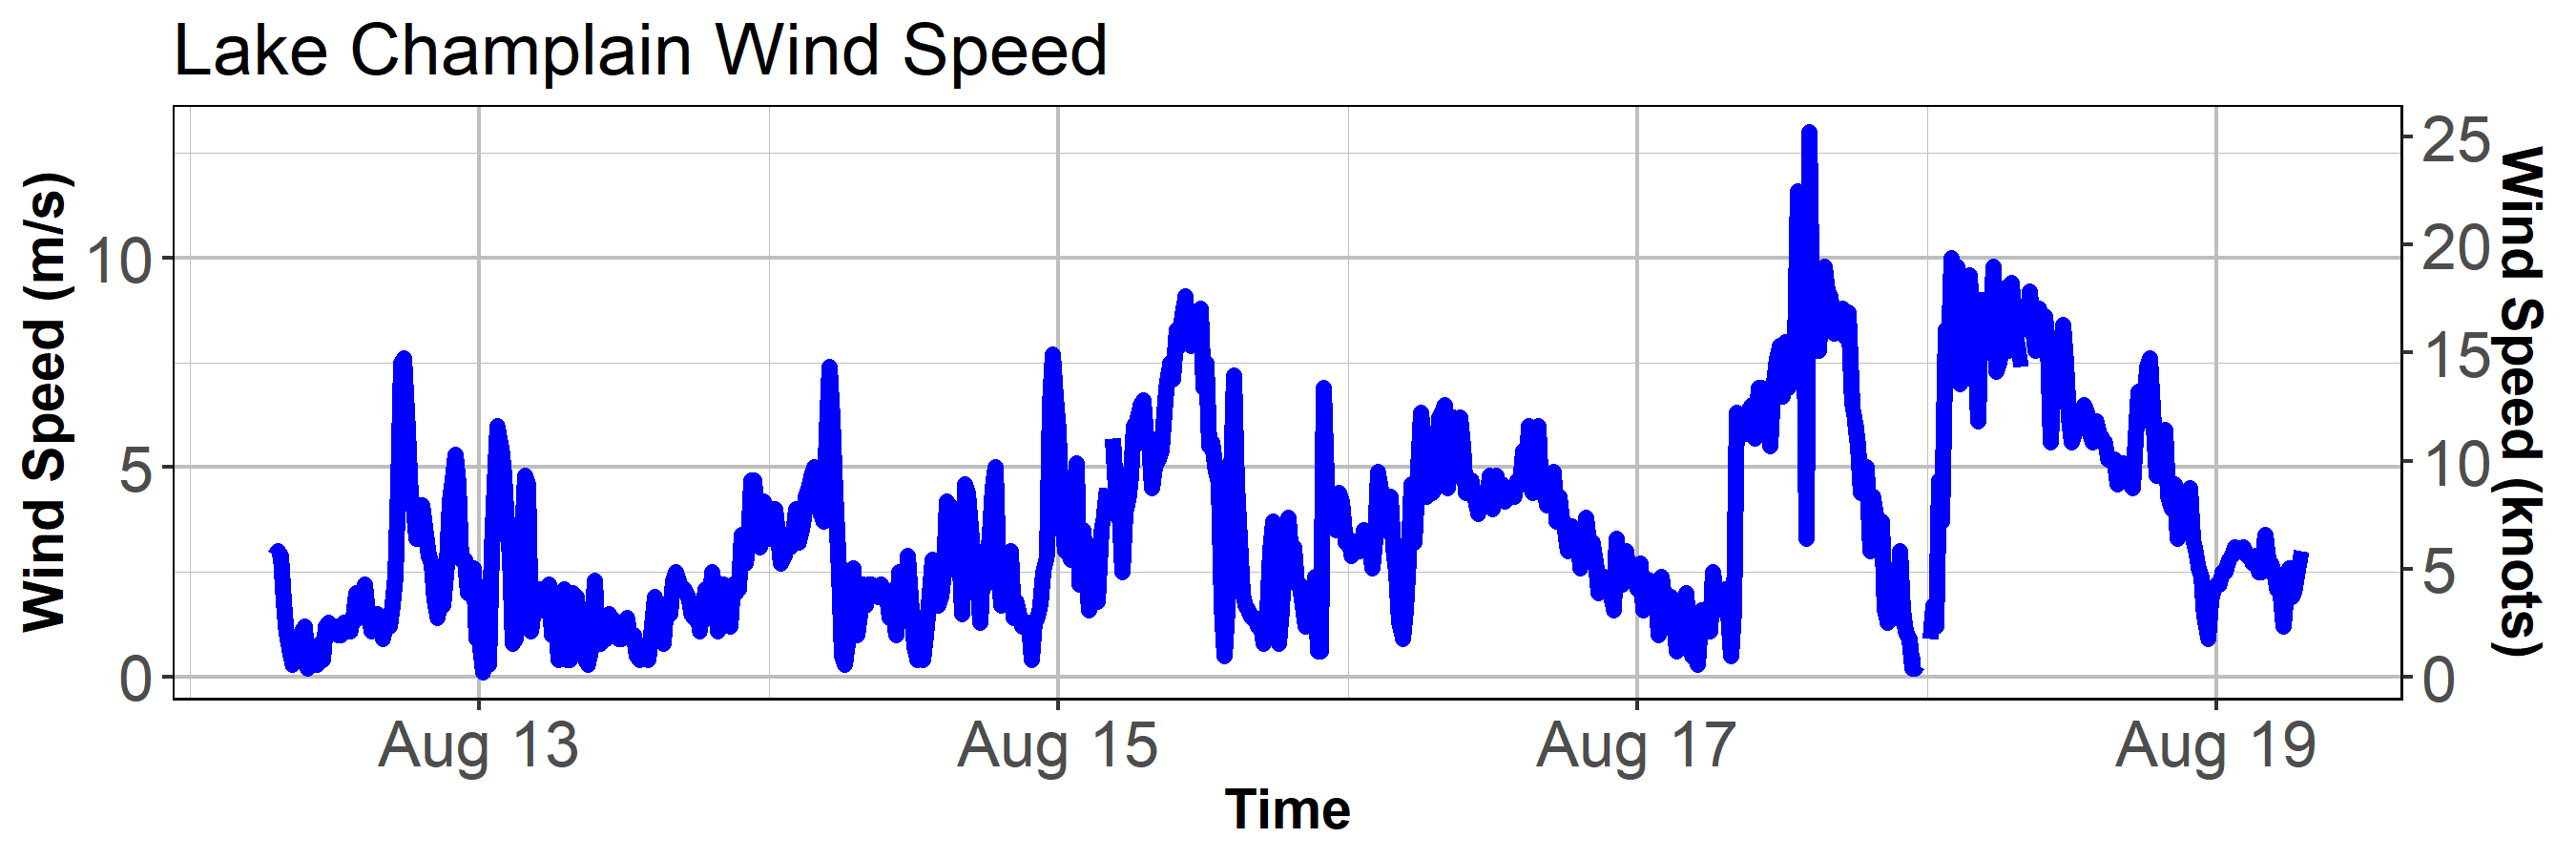 Lake Champlain Wind Speed
Wind Speed (m/s)
10
5
0
25
20
15
10
5
0
Wind Speed (knots)
Aug 13 Aug 15 Aug 17 Aug 19
Time